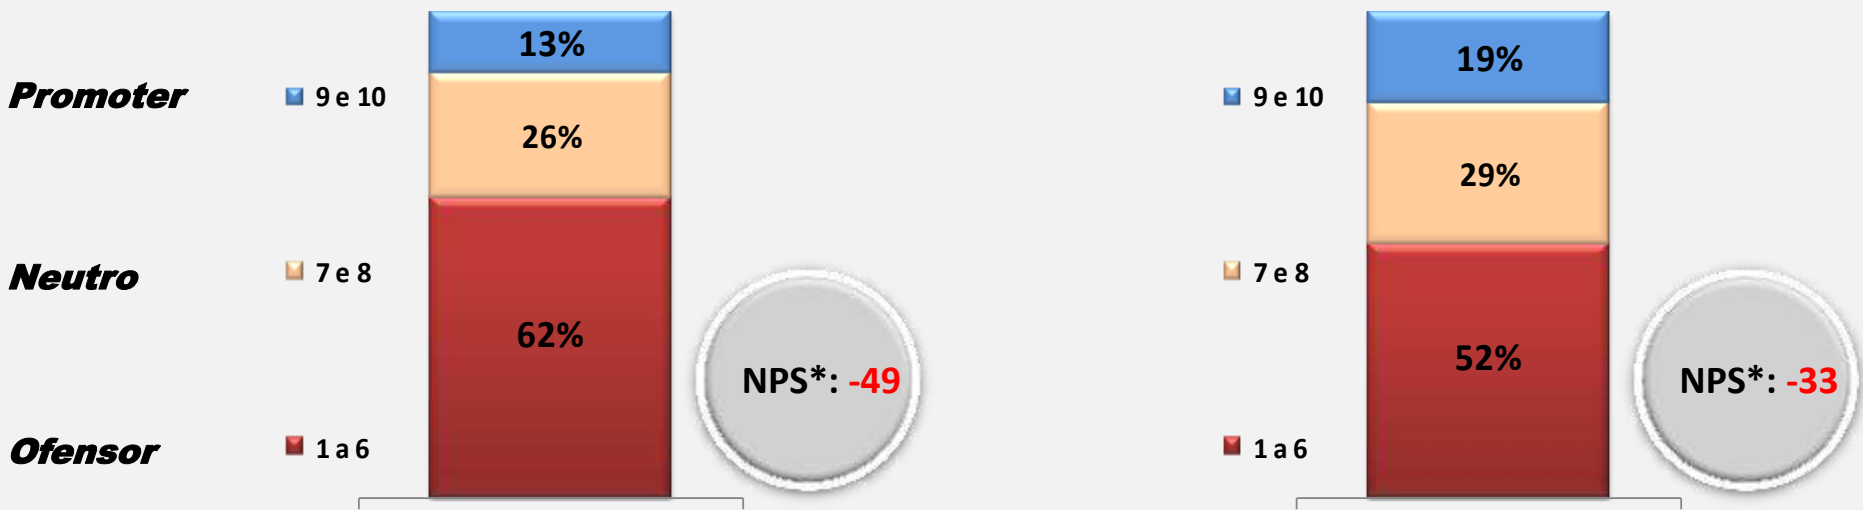 13%
19%
Promoter
9 e 10
9 e 10
26%
29%
Neutro
7 e 8
7 e 8
62%
52%
NPS*: -49
NPS*: -33
Ofensor
1 a 6
1 a 6